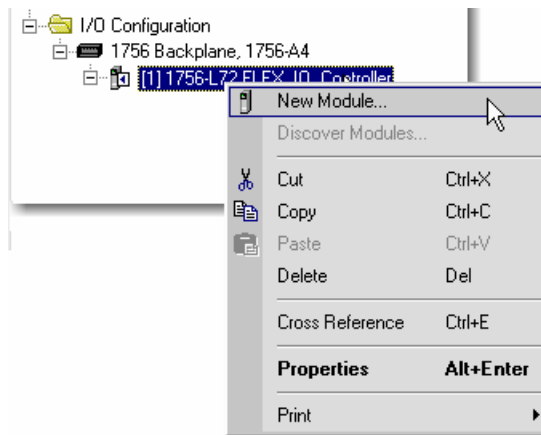 I/O Configuration
1756 Backplane, 1756-A4
[1] 1756-L72 FLEX_IO_Controller
New Module...
Discover Modules...
Cut Ctrl+X
Copy Ctrl+C
Paste Ctrl+V
Delete Del
Cross Reference Ctrl+E
Properties Alt+Enter
Print